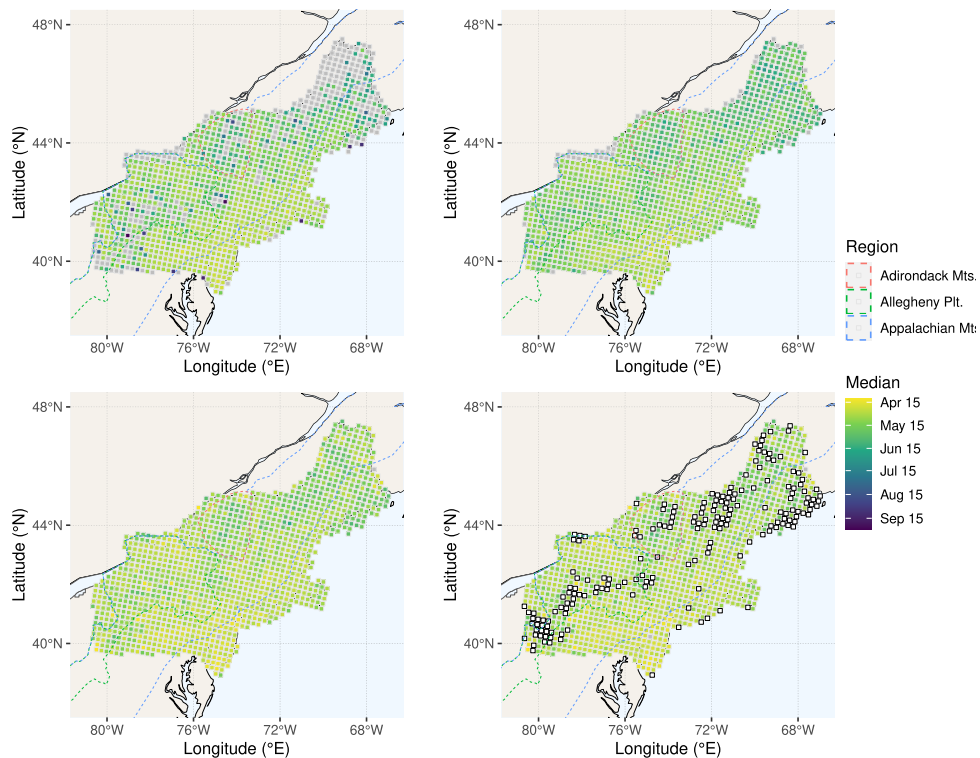 48°N
44°N
40°N
Latitude (°N)
80°W 76°W 72°W 68°W
Longitude (°E)
48°N
44°N
40°N
Latitude (°N)
80°W 76°W 72°W 68°W
Longitude (°E)
Region
Adirondack Mts.
Allegheny Plt.
Appalachian Mts
Median
Apr 15
May 15
Jun 15
Jul 15
Aug 15
Sep 15
48°N
44°N
40°N
Latitude (°N)
80°W 76°W 72°W 68°W
Longitude (°E)
48°N
44°N
40°N
Latitude (°N)
80°W 76°W 72°W 68°W
Longitude (°E)